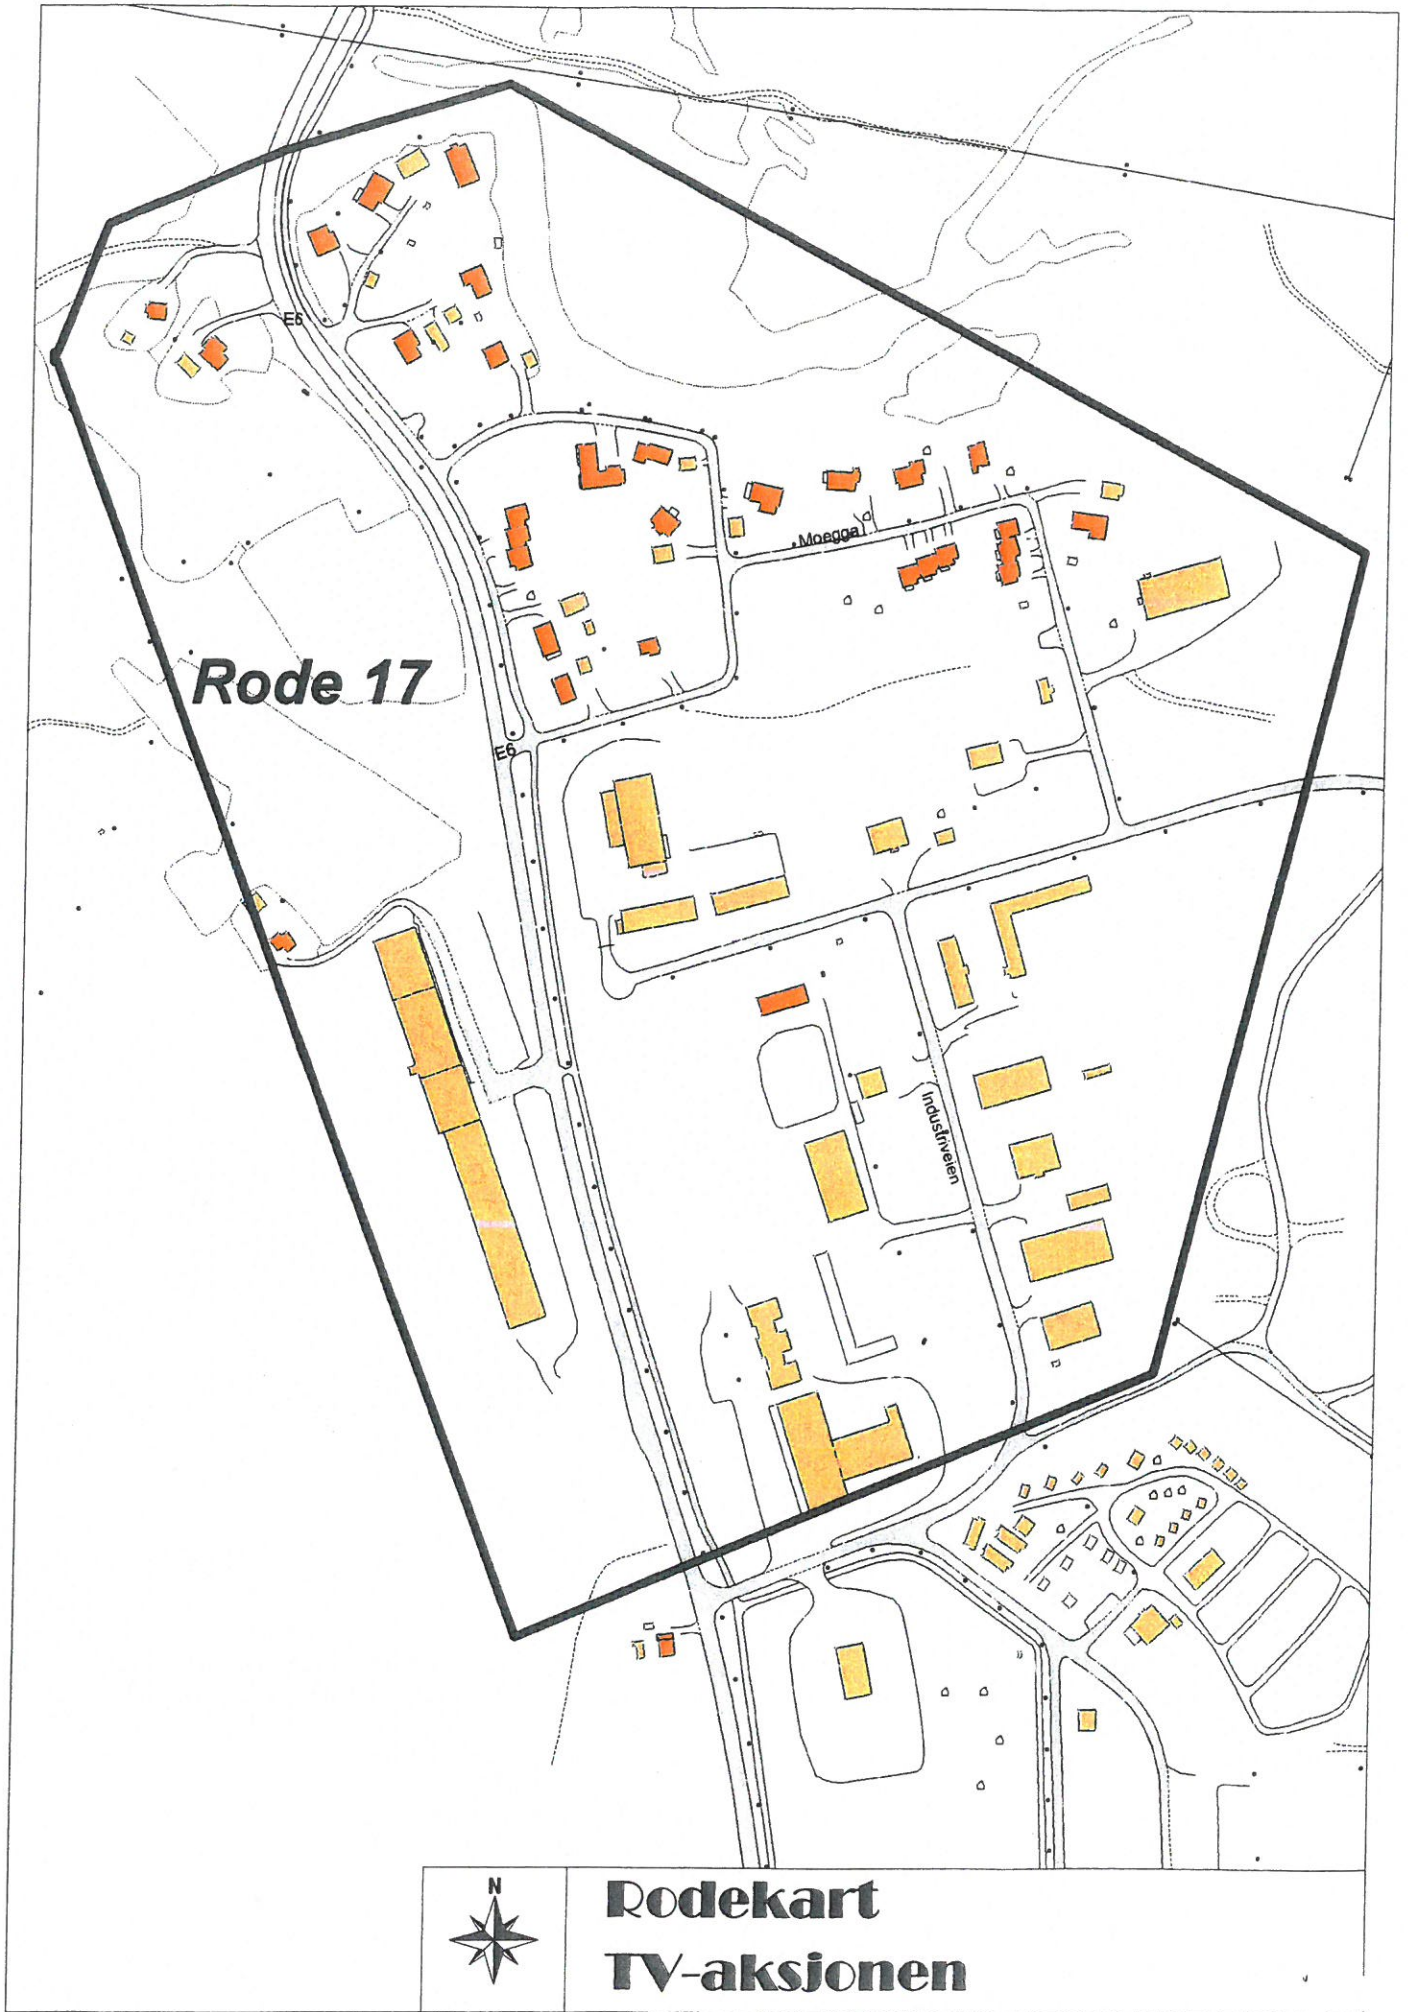 E6
Moegga
Rode 17
E6
Industriveien
N
Rodekart
TV-aksjonen